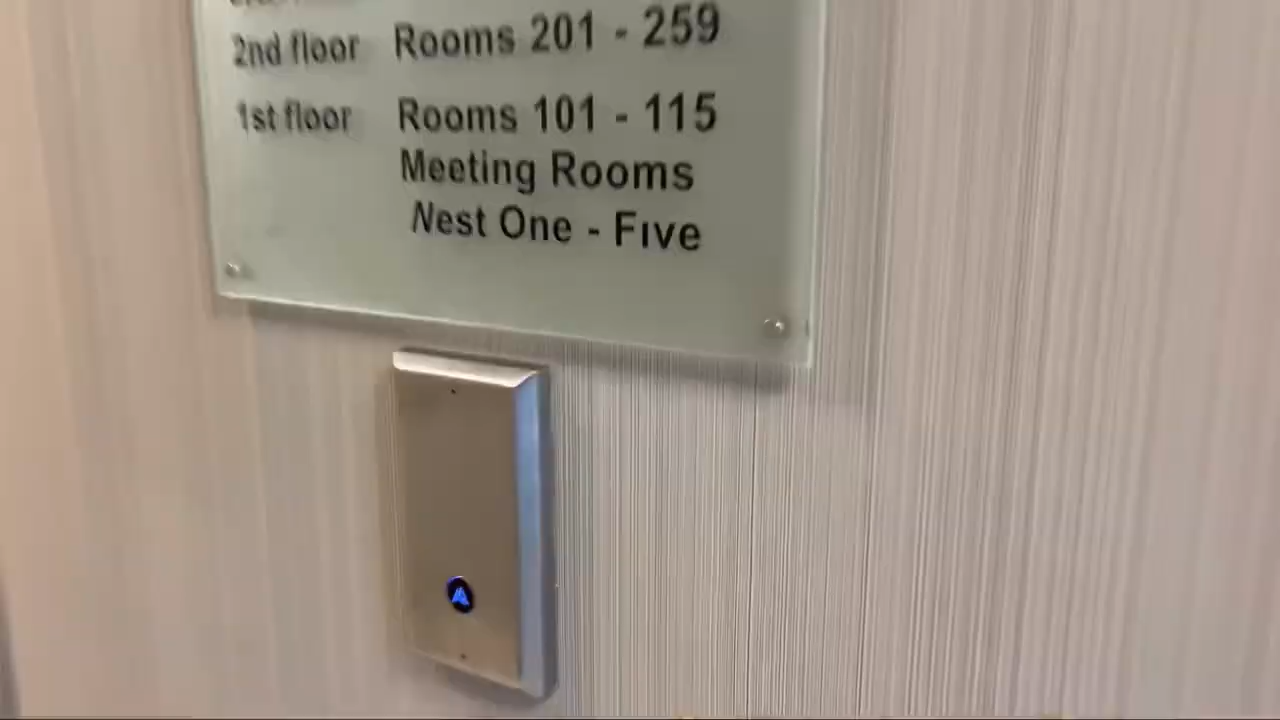 2nd floor Rooms 201 - 259
1st floor Rooms 101 - 115
Meeting Rooms
Nest One - Five